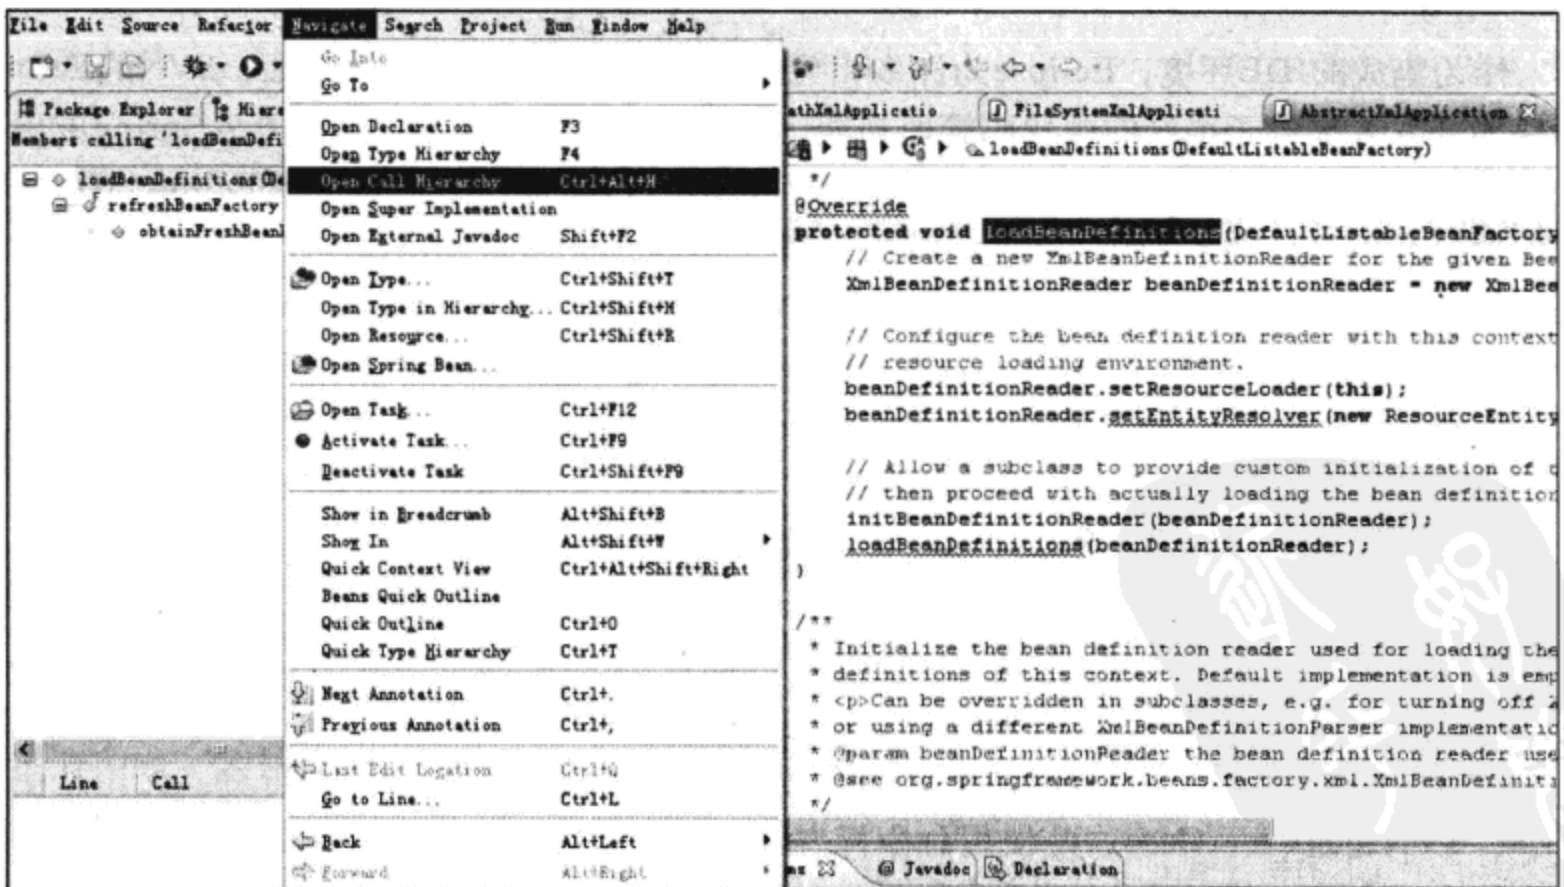 File Edit Source Refactor Navigate Search Project Run Window Help
Package Explorer
Members calling 'loadBeanDefi
loadBeanDefinitions(De
refreshBeanFactory
obtainFreshBean
Line Call
Go Into
Go To
Open Declaration F3
Open Type Hierarchy F4
Open Call Hierarchy Ctrl+Alt+H
Open Super Implementation
Open External Javadoc Shift+F2
Open Type... Ctrl+Shift+T
Open Type in Hierarchy... Ctrl+Shift+H
Open Resource... Ctrl+Shift+R
Open Spring Bean...
Open Task... Ctrl+F12
Activate Task... Ctrl+F9
Deactivate Task Ctrl+Shift+F9
Show in Breadcrumb Alt+Shift+B
Show In Alt+Shift+W
Quick Context View Ctrl+Alt+Shift+Right
Beans Quick Outline
Quick Outline Ctrl+O
Quick Type Hierarchy Ctrl+T
Next Annotation Ctrl+.
Previous Annotation Ctrl+,
Last Edit Location Ctrl+Q
Go to Line... Ctrl+L
Back Alt+Left
Forward Alt+Right
athXmlApplicatio FileSystemXmlApplicati AbstractXmlApplication
loadBeanDefinitions(DefaultListableBeanFactory)
*/
@Override
protected void loadBeanDefinitions(DefaultListableBeanFactory
// Create a new XmlBeanDefinitionReader for the given Bea
XmlBeanDefinitionReader beanDefinitionReader = new XmlBea
// Configure the bean definition reader with this context
// resource loading environment.
beanDefinitionReader.setResourceLoader(this);
beanDefinitionReader.setEntityResolver(new ResourceEntity
// Allow a subclass to provide custom initialization of
// then proceed with actually loading the bean definition
initBeanDefinitionReader(beanDefinitionReader);
loadBeanDefinitions(beanDefinitionReader);
}
/**
* Initialize the bean definition reader used for loading the
* definitions of this context. Default implementation is emp
* <p>Can be overridden in subclasses, e.g. for turning off
* or using a different XmlBeanDefinitionParser implementatio
* @param beanDefinitionReader the bean definition reader use
* @see org.springframework.beans.factory.xml.XmlBeanDefiniti
*/
@ Javadoc Declaration